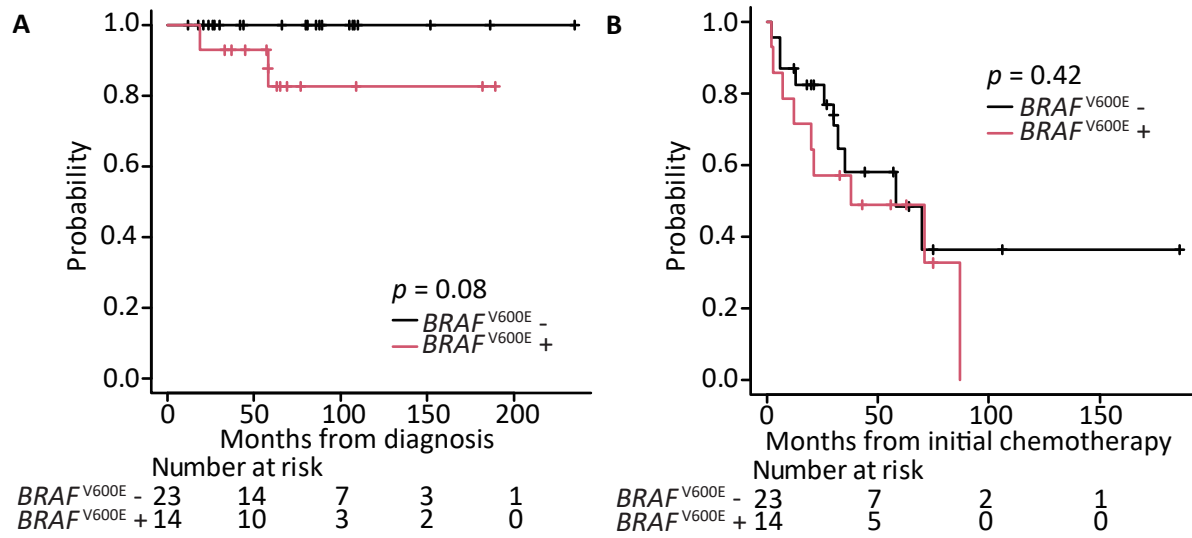 A
1.0
0.8
0.6
0.4
0.2
0.0
Probability
p = 0.08
BRAF V600E -
BRAF V600E +
0 50 100 150 200
Months from diagnosis
Number at risk
BRAF V600E - 23 14 7 3 1
BRAF V600E + 14 10 3 2 0
B
1.0
0.8
0.6
0.4
0.2
0.0
Probability
p = 0.42
BRAF V600E -
BRAF V600E +
0 50 100 150
Months from initial chemotherapy
Number at risk
BRAF V600E - 23 7 2 1
BRAF V600E + 14 5 0 0